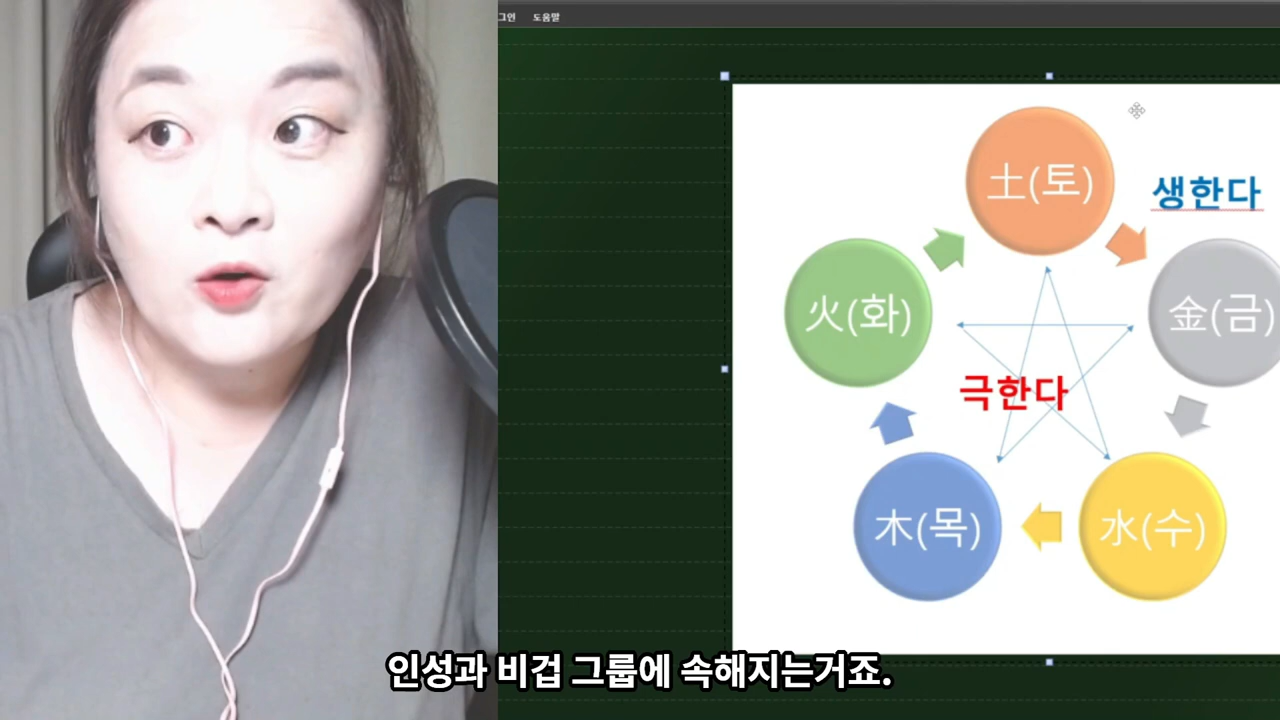 그인 도움말
土(토)
생한다
火(화)
金(금)
극한다
木(목)
水(수)
인성과 비겁 그룹에 속해지는거죠.